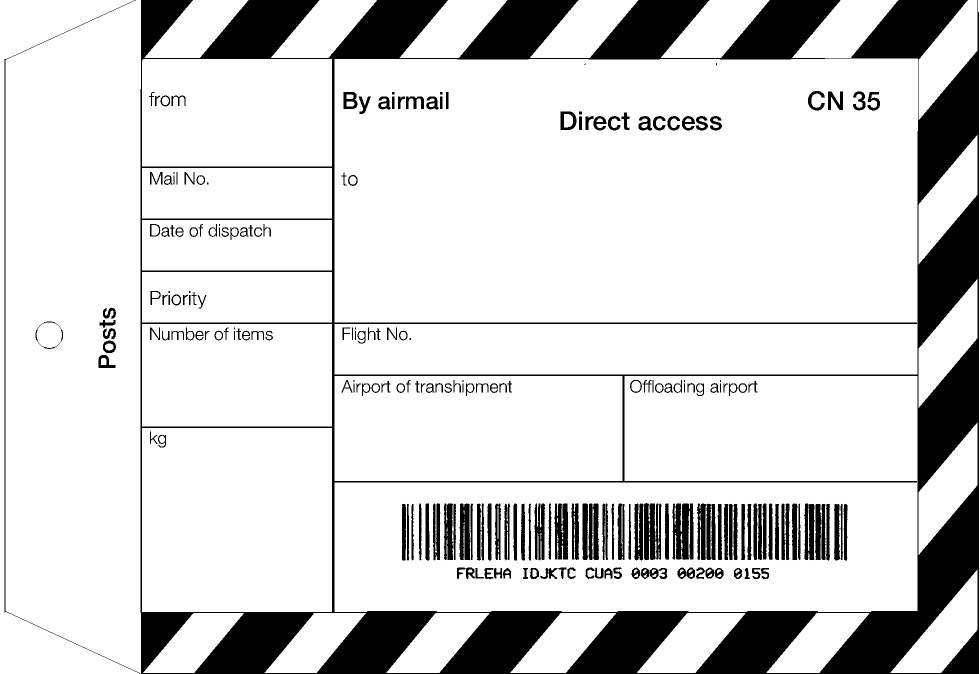 Posts
from
Mail No.
Date of dispatch
Priority
Number of items
kg
By airmail
Direct access
CN 35
to
Flight No.
Airport of transhipment
Offloading airport
FRLEHA IDJKTC CUA5 0003 00200 0155